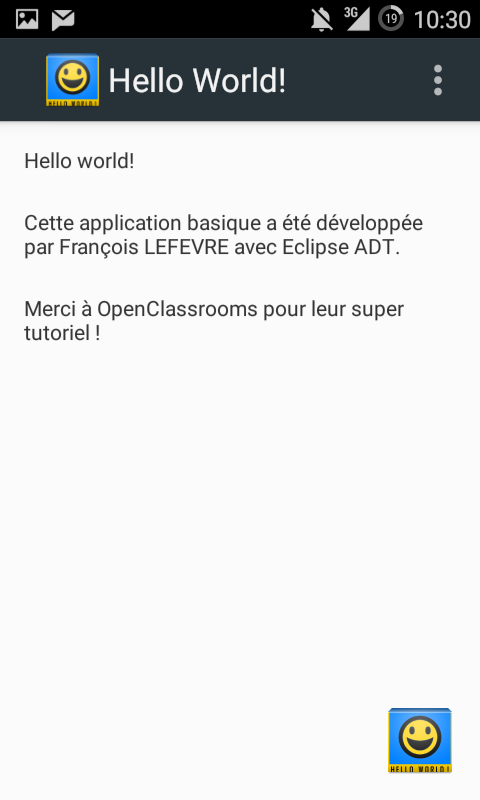 3G 19 10:30
HELLO WORLD!
Hello World!
Hello world!
Cette application basique a été développée
par François LEFEVRE avec Eclipse ADT.
Merci à OpenClassrooms pour leur super
tutoriel !
HELLO WORLD!